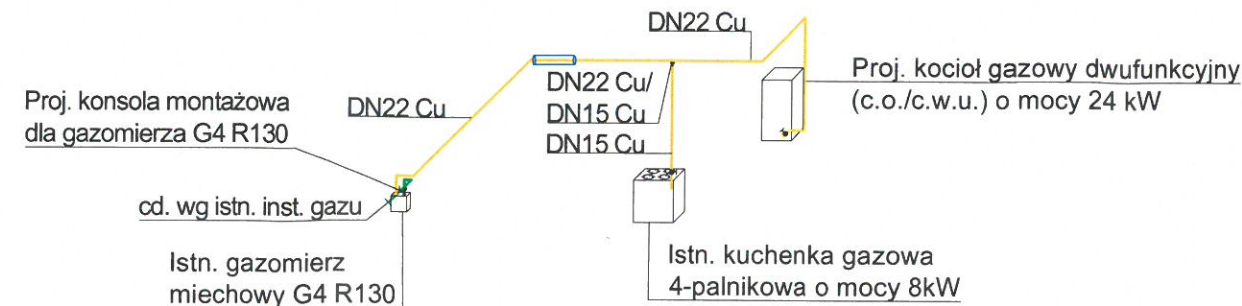 DN22 Cu
Proj. kocioł gazowy dwufunkcyjny
(c.o./c.w.u.) o mocy 24 kW
DN22 Cu/
DN15 Cu
DN15 Cu
Proj. konsola montażowa
dla gazomierza G4 R130
DN22 Cu
cd. wg istn. inst. gazu
Istn. gazomierz
miechowy G4 R130
Istn. kuchenka gazowa
4-palnikowa o mocy 8kW